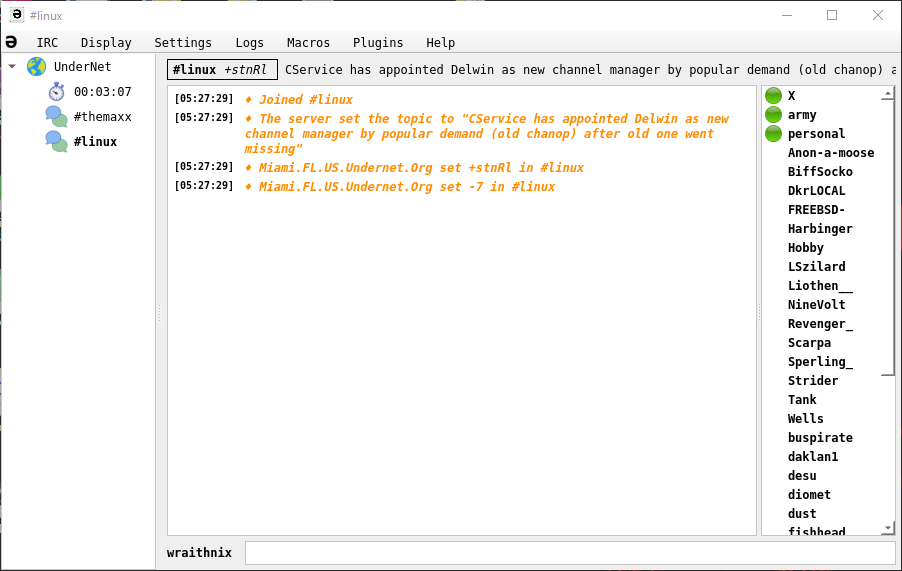 ə #linux
ə IRC Display Settings Logs Macros Plugins Help
UnderNet
00:03:07
#themaxx
#linux
#linux +stnRl CService has appointed Delwin as new channel manager by popular demand (old chanop) a
[05:27:29] ♦ Joined #linux
[05:27:29] ♦ The server set the topic to "CService has appointed Delwin as new
channel manager by popular demand (old chanop) after old one went
missing"
[05:27:29] ♦ Miami.FL.US.Undernet.Org set +stnRl in #linux
[05:27:29] ♦ Miami.FL.US.Undernet.Org set -7 in #linux
X
army
personal
Anon-a-moose
BiffSocko
DkrLOCAL
FREEBSD-
Harbinger
Hobby
LSzilard
Liothen__
NineVolt
Revenger_
Scarpa
Sperling_
Strider
Tank
Wells
buspirate
daklan1
desu
diomet
dust
fishhead
wraithnix